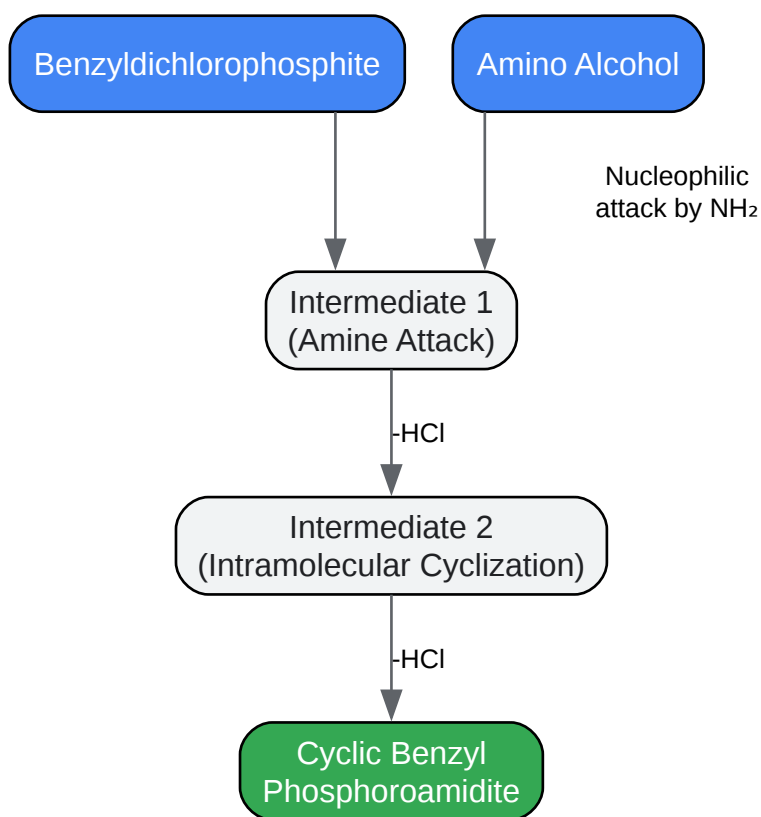 Benzyldichlorophosphite
Amino Alcohol
Nucleophilic
attack by NH₂
Intermediate 1
(Amine Attack)
-HCl
Intermediate 2
(Intramolecular Cyclization)
-HCl
Cyclic Benzyl
Phosphoroamidite